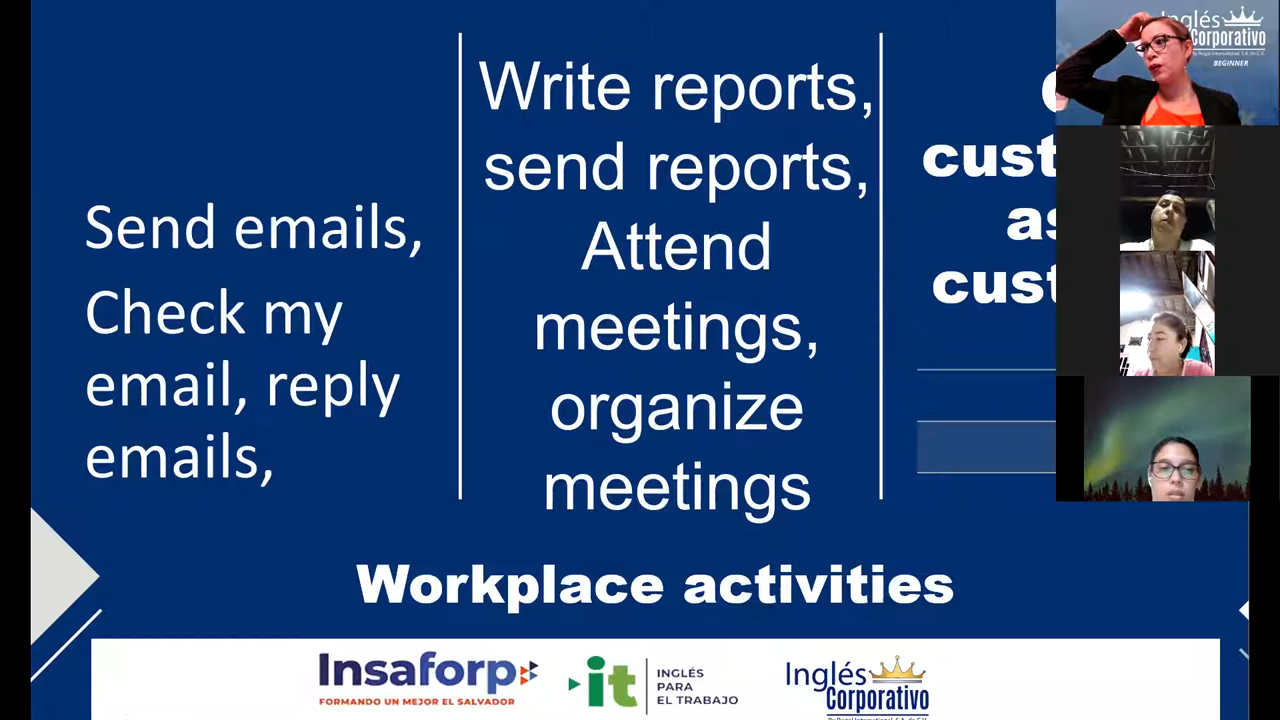 Send emails,
Check my
email, reply
emails,
Write reports,
send reports,
Attend
meetings,
organize
meetings
Workplace activities
Insaforp
FORMANDO UN MEJOR EL SALVADOR
it
INGLÉS
PARA
EL TRABAJO
Inglés
Corporativo
Inglés
Corporativo
BEGINNER